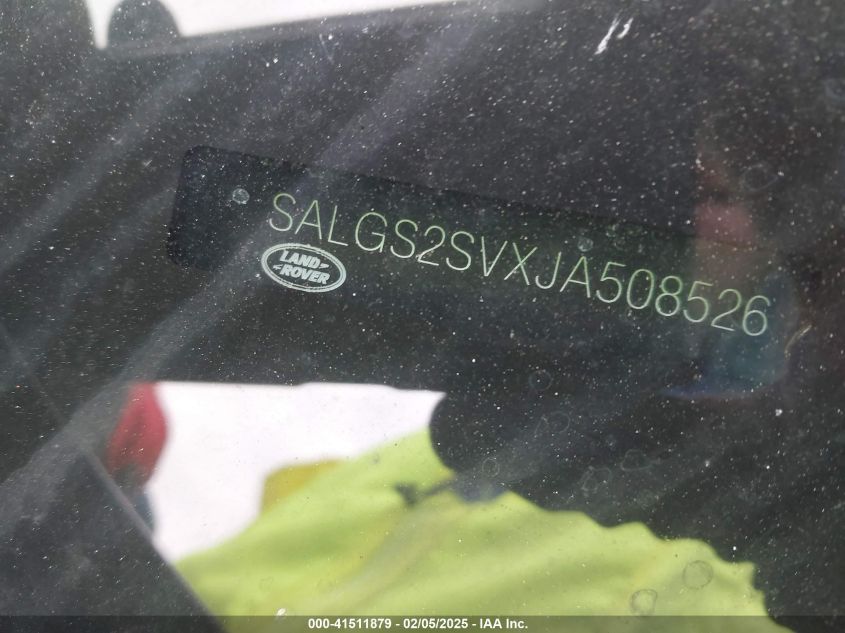 SALGS2SVXJA508526
LAND
ROVER
000-41511879 - 02/05/2025 - IAA Inc.